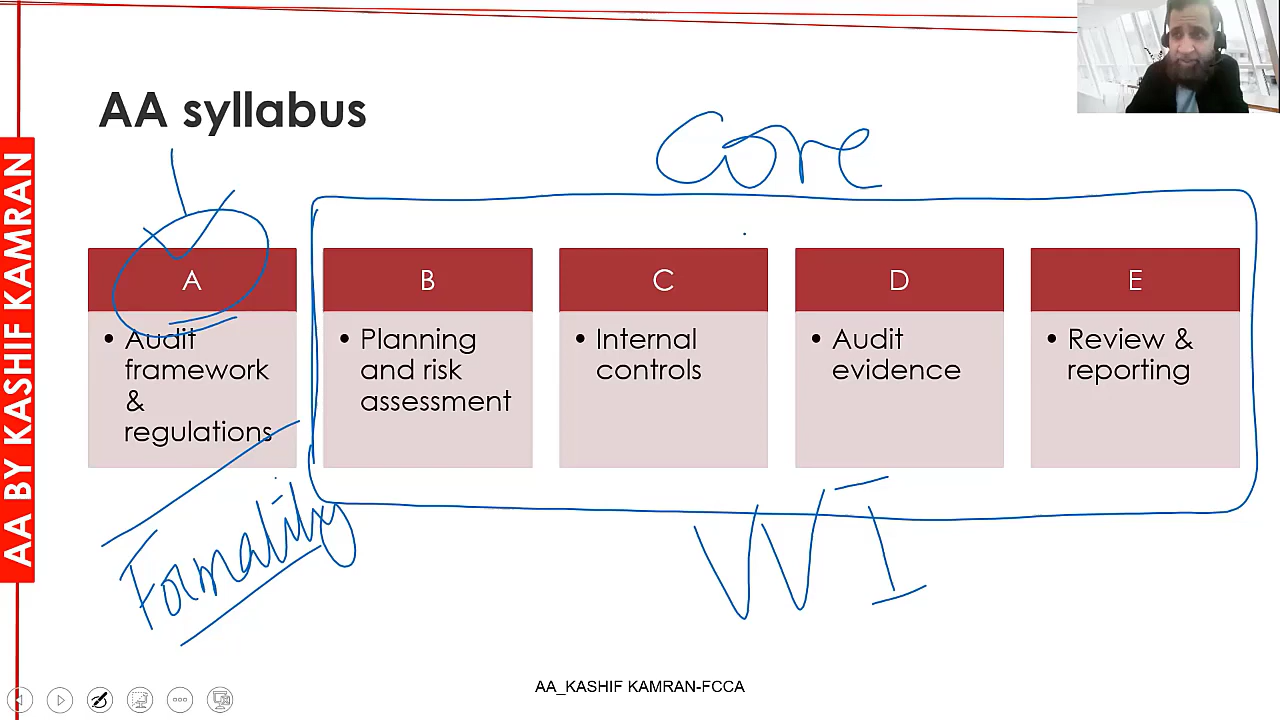 AA syllabus
core
AA BY KASHIF KAMRAN
A
• Audit
framework
&
regulations
B
• Planning
and risk
assessment
C
• Internal
controls
D
• Audit
evidence
E
• Review &
reporting
Formality
VVI
AA_KASHIF KAMRAN-FCCA